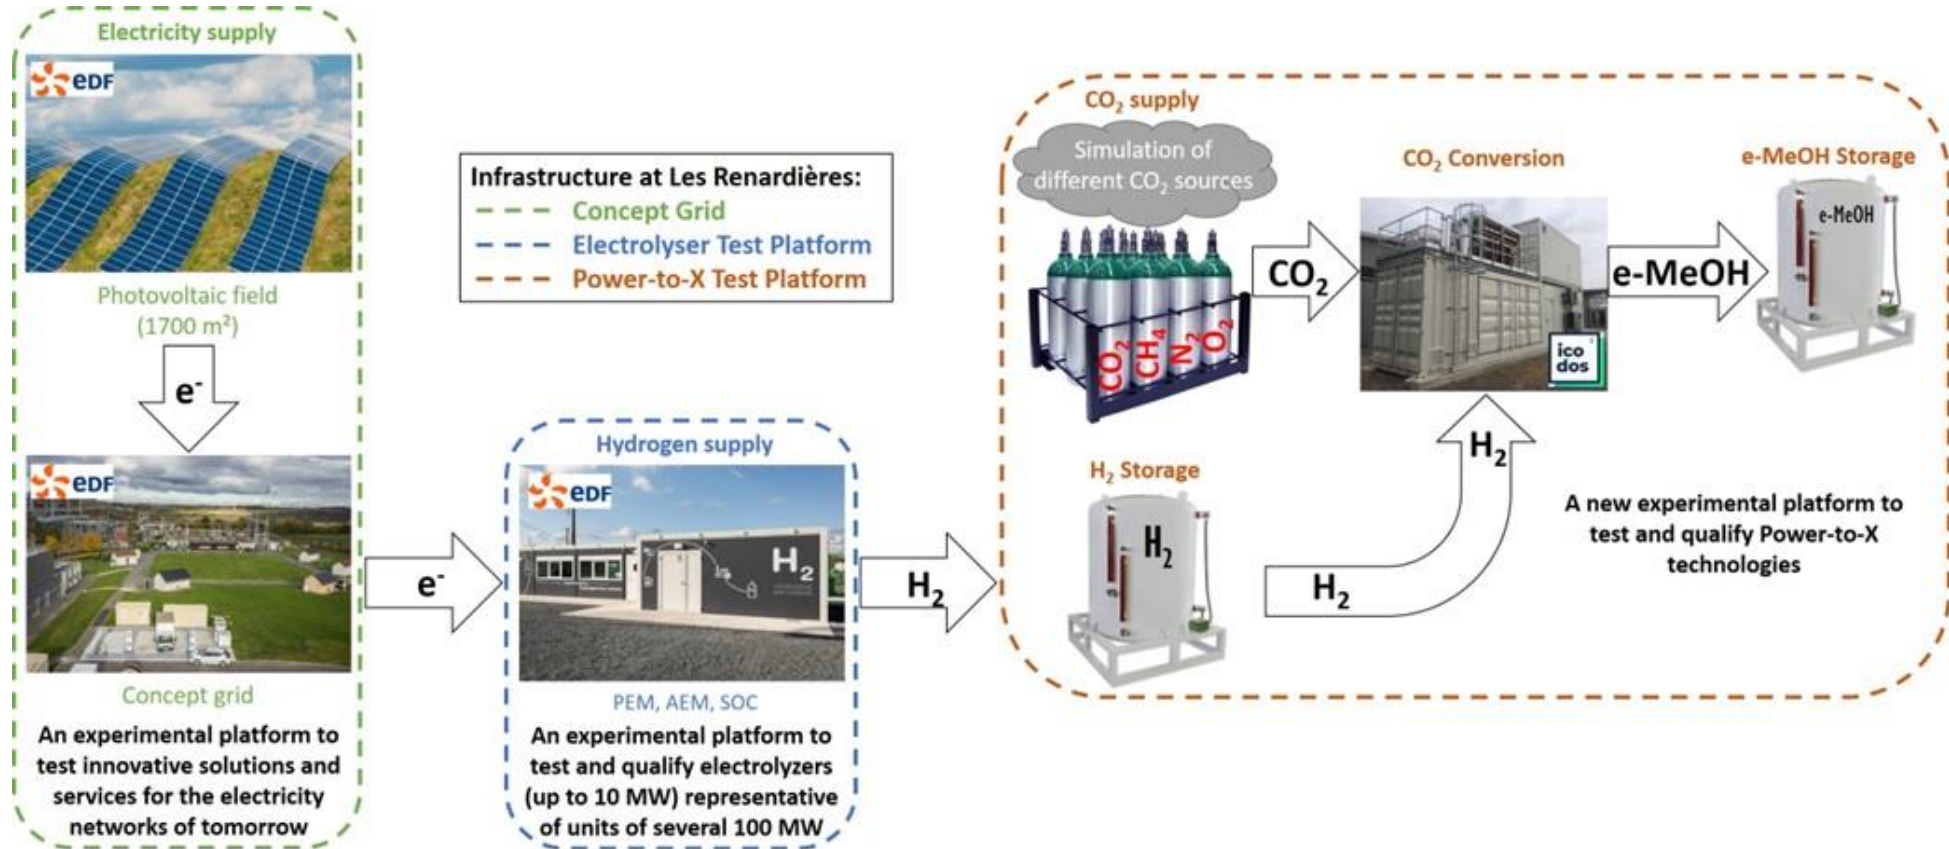 Electricity supply
eDF
Photovoltaic field
(1700 m²)
e⁻
eDF
Concept grid
An experimental platform to
test innovative solutions and
services for the electricity
networks of tomorrow
e⁻
Infrastructure at Les Renardières:
Concept Grid
Electrolyser Test Platform
Power-to-X Test Platform
Hydrogen supply
eDF
H₂
PEM, AEM, SOC
An experimental platform to
test and qualify electrolyzers
(up to 10 MW) representative
of units of several 100 MW
H₂
CO₂ supply
Simulation of
different CO₂ sources
CO₂
CH₄
N₂
O₂
CO₂
CO₂ Conversion
ico
dos
e-MeOH
e-MeOH Storage
e-MeOH
H₂ Storage
H₂
H₂
H₂
A new experimental platform to
test and qualify Power-to-X
technologies